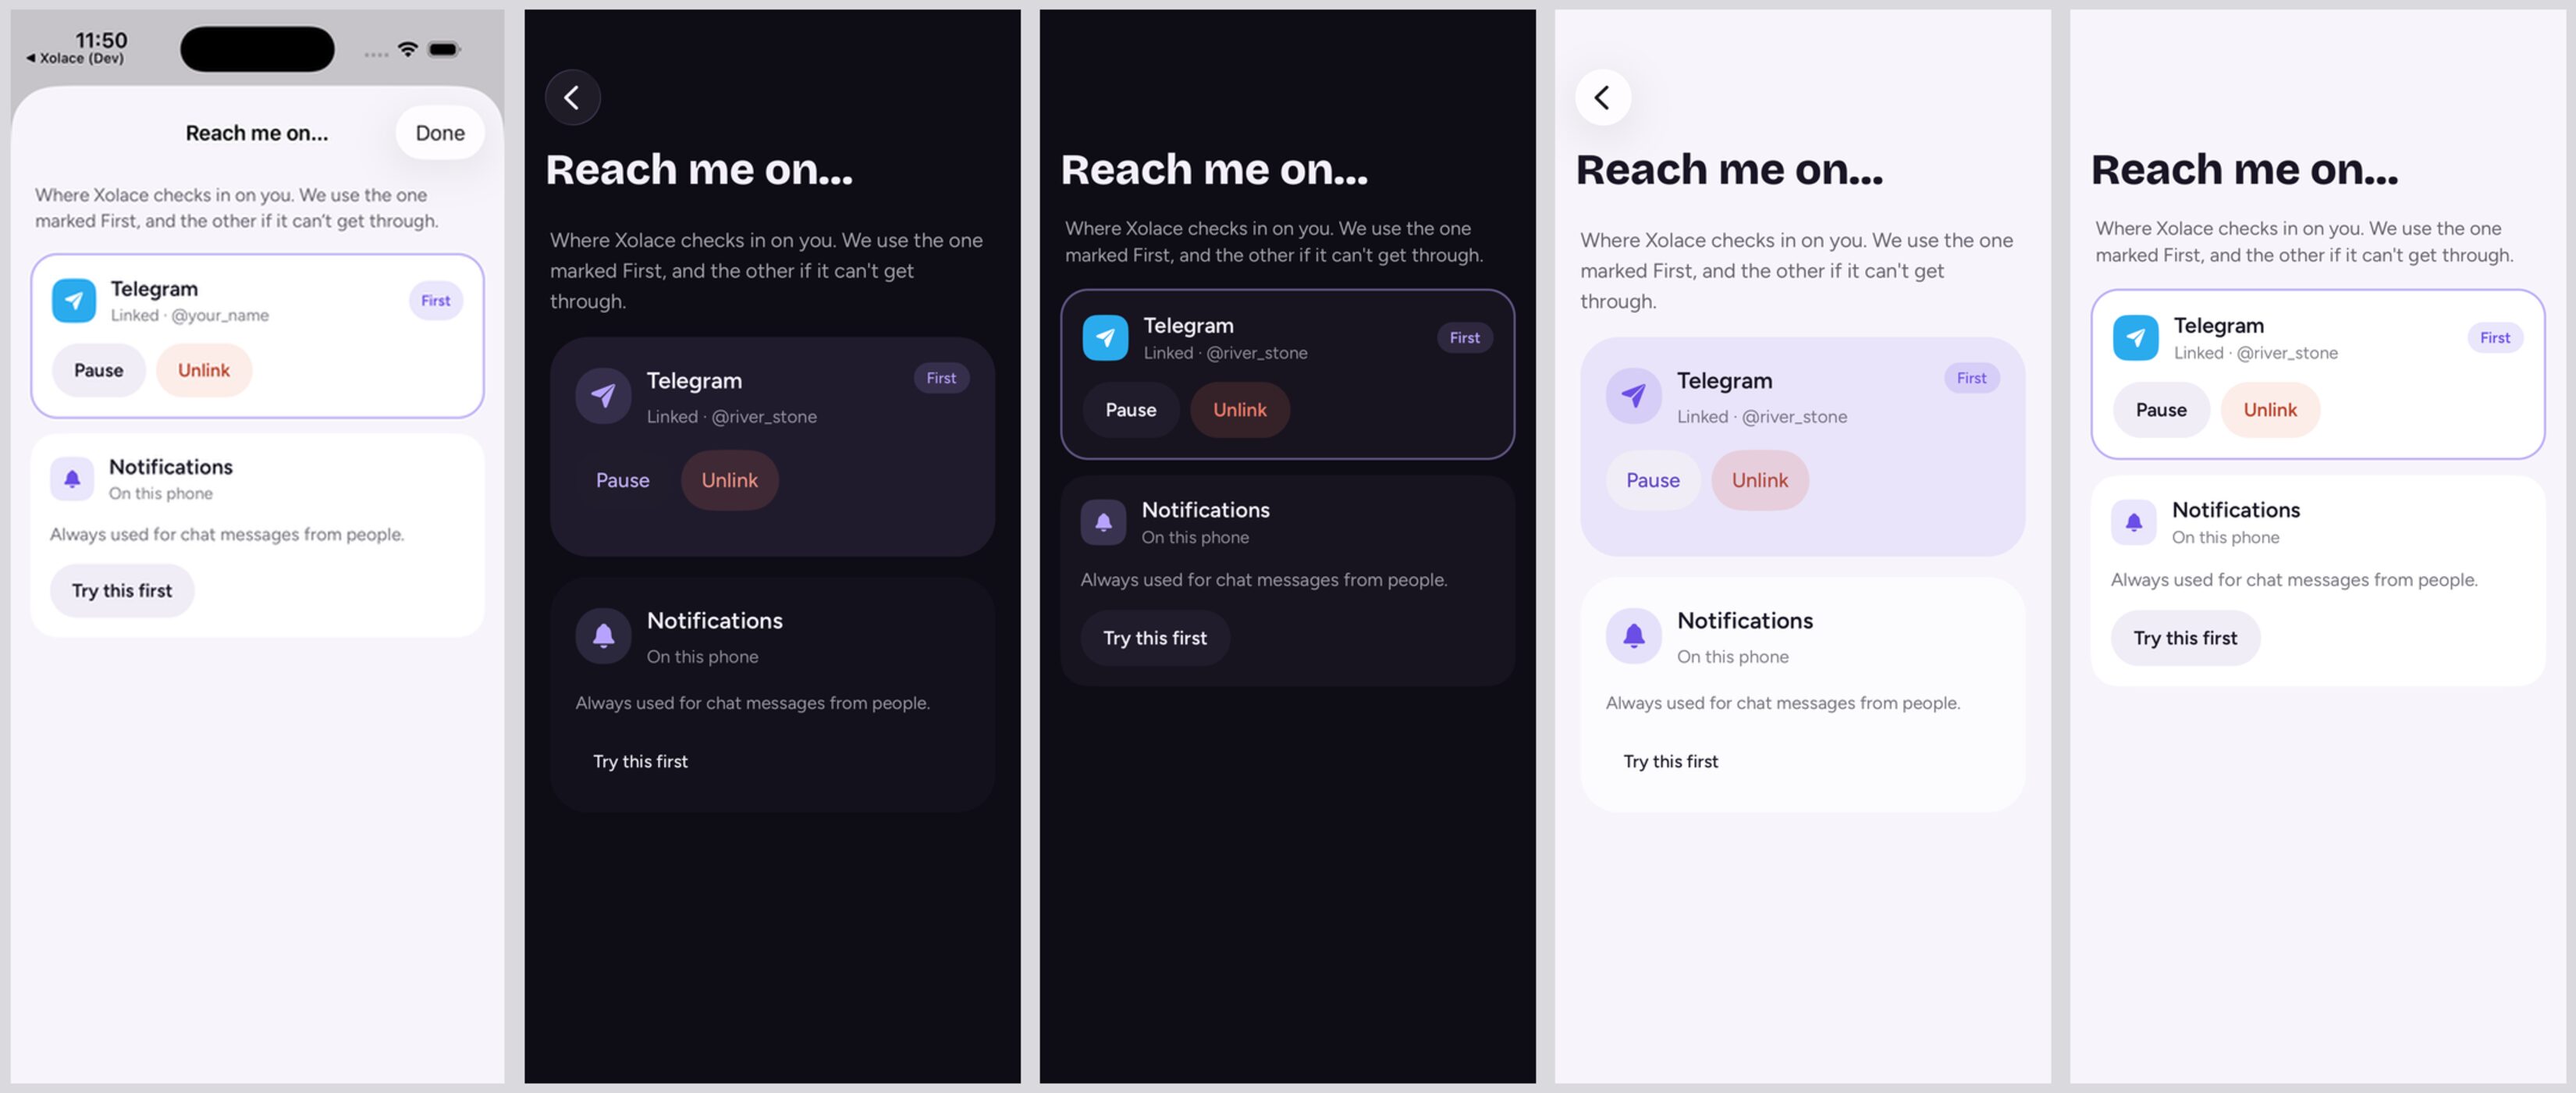 11:50
◀ Xolace (Dev)
Reach me on...
Done
Where Xolace checks in on you. We use the one
marked First, and the other if it can’t get through.
Telegram
First
Linked · @your_name
Pause
Unlink
Notifications
On this phone
Always used for chat messages from people.
Try this first
Reach me on...
Where Xolace checks in on you. We use the one
marked First, and the other if it can't get
through.
Telegram
First
Linked · @river_stone
Pause
Unlink
Notifications
On this phone
Always used for chat messages from people.
Try this first
Reach me on...
Where Xolace checks in on you. We use the one
marked First, and the other if it can't get through.
Telegram
First
Linked · @river_stone
Pause
Unlink
Notifications
On this phone
Always used for chat messages from people.
Try this first
Reach me on...
Where Xolace checks in on you. We use the one
marked First, and the other if it can't get
through.
Telegram
First
Linked · @river_stone
Pause
Unlink
Notifications
On this phone
Always used for chat messages from people.
Try this first
Reach me on...
Where Xolace checks in on you. We use the one
marked First, and the other if it can't get through.
Telegram
First
Linked · @river_stone
Pause
Unlink
Notifications
On this phone
Always used for chat messages from people.
Try this first